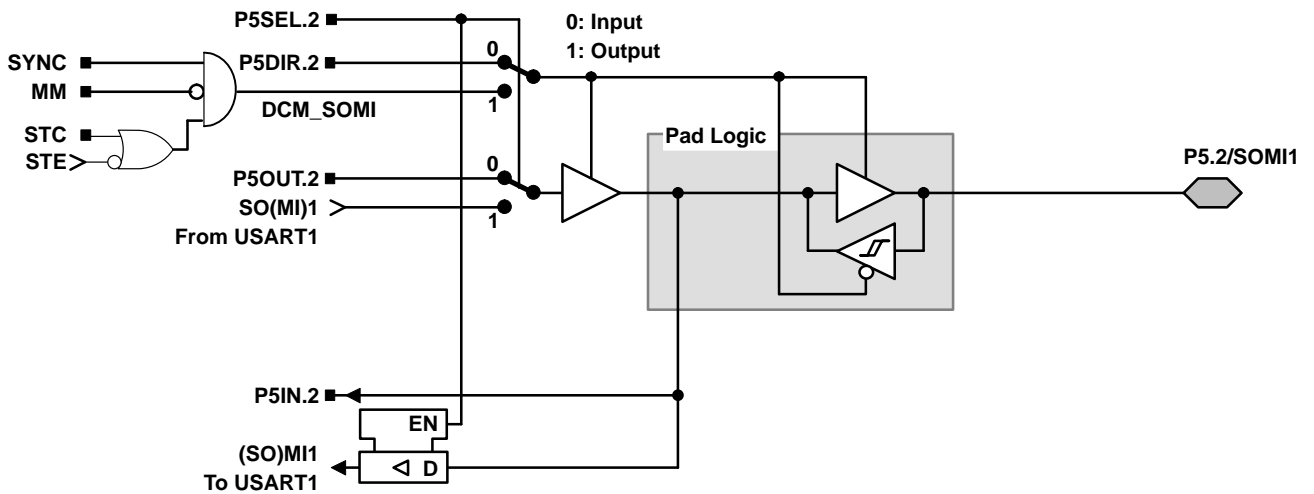 P5SEL.2
0: Input
1: Output
SYNC
MM
STC
STE
P5DIR.2
0
1
DCM_SOMI
Pad Logic
P5.2/SOMI1
P5OUT.2
0
SO(MI)1
1
From USART1
P5IN.2
EN
(SO)MI1
D
To USART1